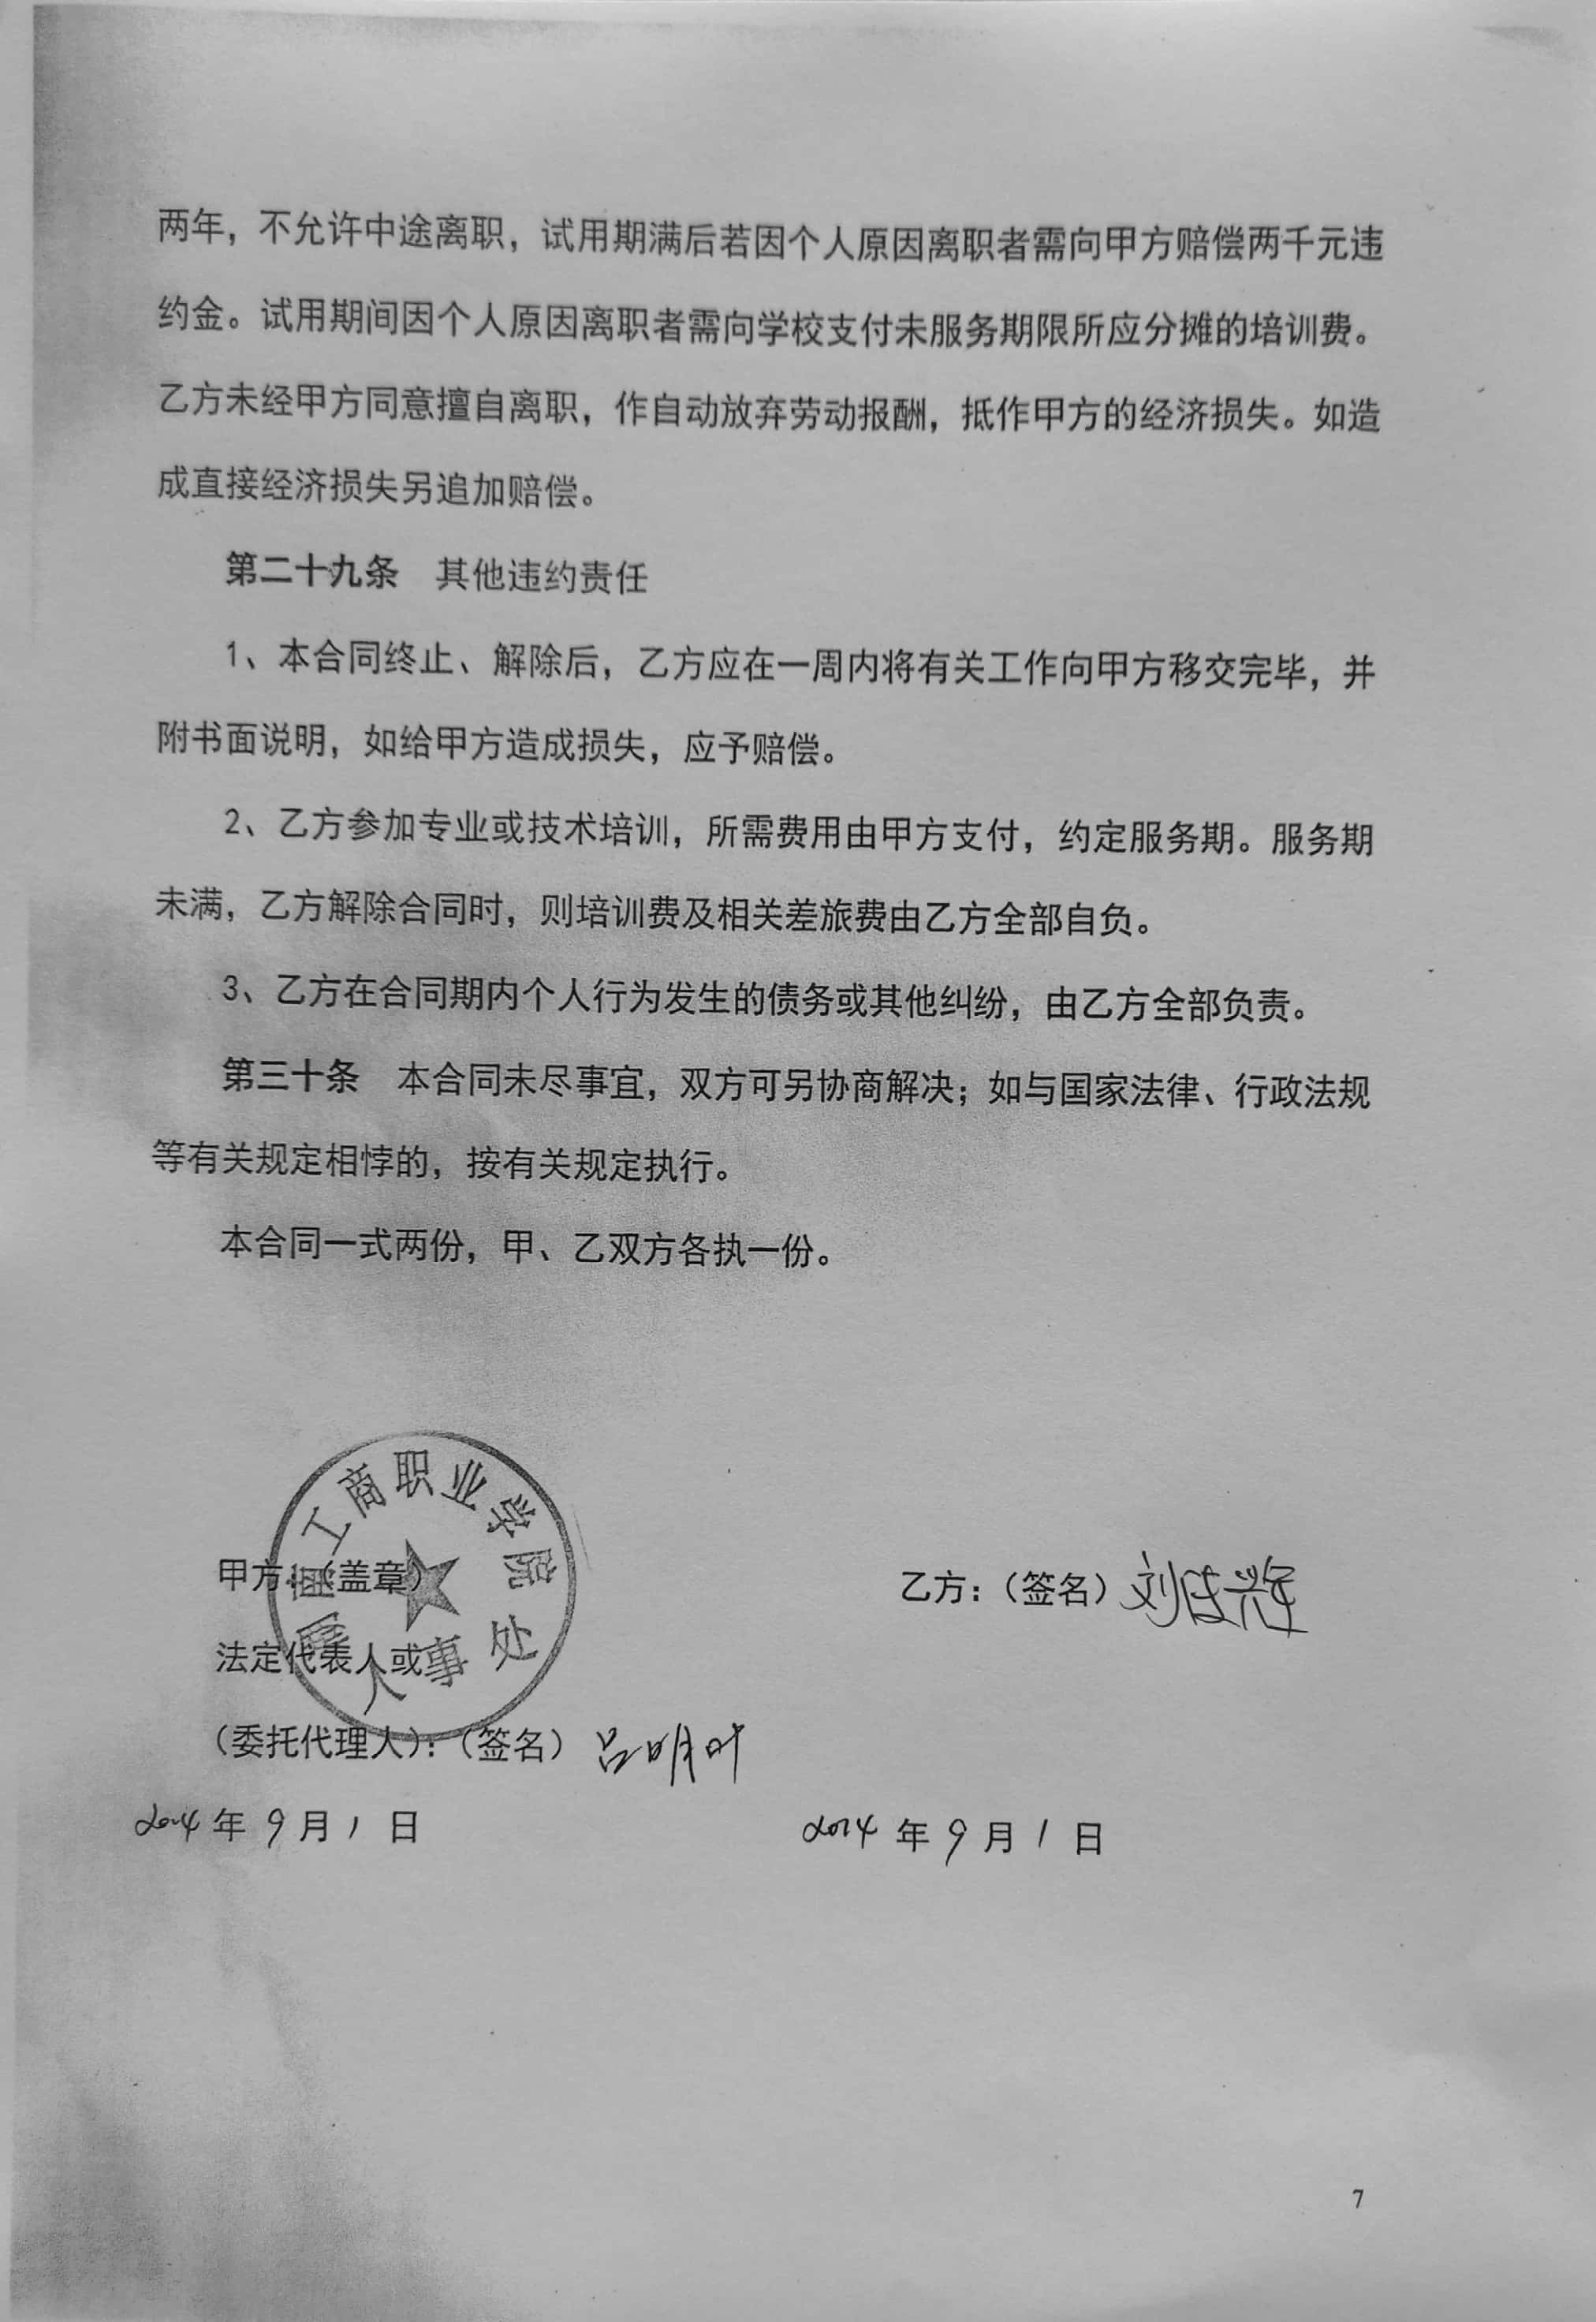 两年，不允许中途离职，试用期满后若因个人原因离职者需向甲方赔偿两千元违
约金。试用期间因个人原因离职者需向学校支付未服务期限所应分摊的培训费。
乙方未经甲方同意擅自离职，作自动放弃劳动报酬，抵作甲方的经济损失。如造
成直接经济损失另追加赔偿。
第二十九条 其他违约责任
1、本合同终止、解除后，乙方应在一周内将有关工作向甲方移交完毕，并
附书面说明，如给甲方造成损失，应予赔偿。
2、乙方参加专业或技术培训，所需费用由甲方支付，约定服务期。服务期
未满，乙方解除合同时，则培训费及相关差旅费由乙方全部自负。
3、乙方在合同期内个人行为发生的债务或其他纠纷，由乙方全部负责。
第三十条 本合同未尽事宜，双方可另协商解决；如与国家法律、行政法规
等有关规定相悖的，按有关规定执行。
本合同一式两份，甲、乙双方各执一份。
工商职业学院
人事处
甲方：（盖章）
乙方：（签名）刘
法定代表人或
（委托代理人）：（签名）吕明叶
年9月1日
年9月1日
7